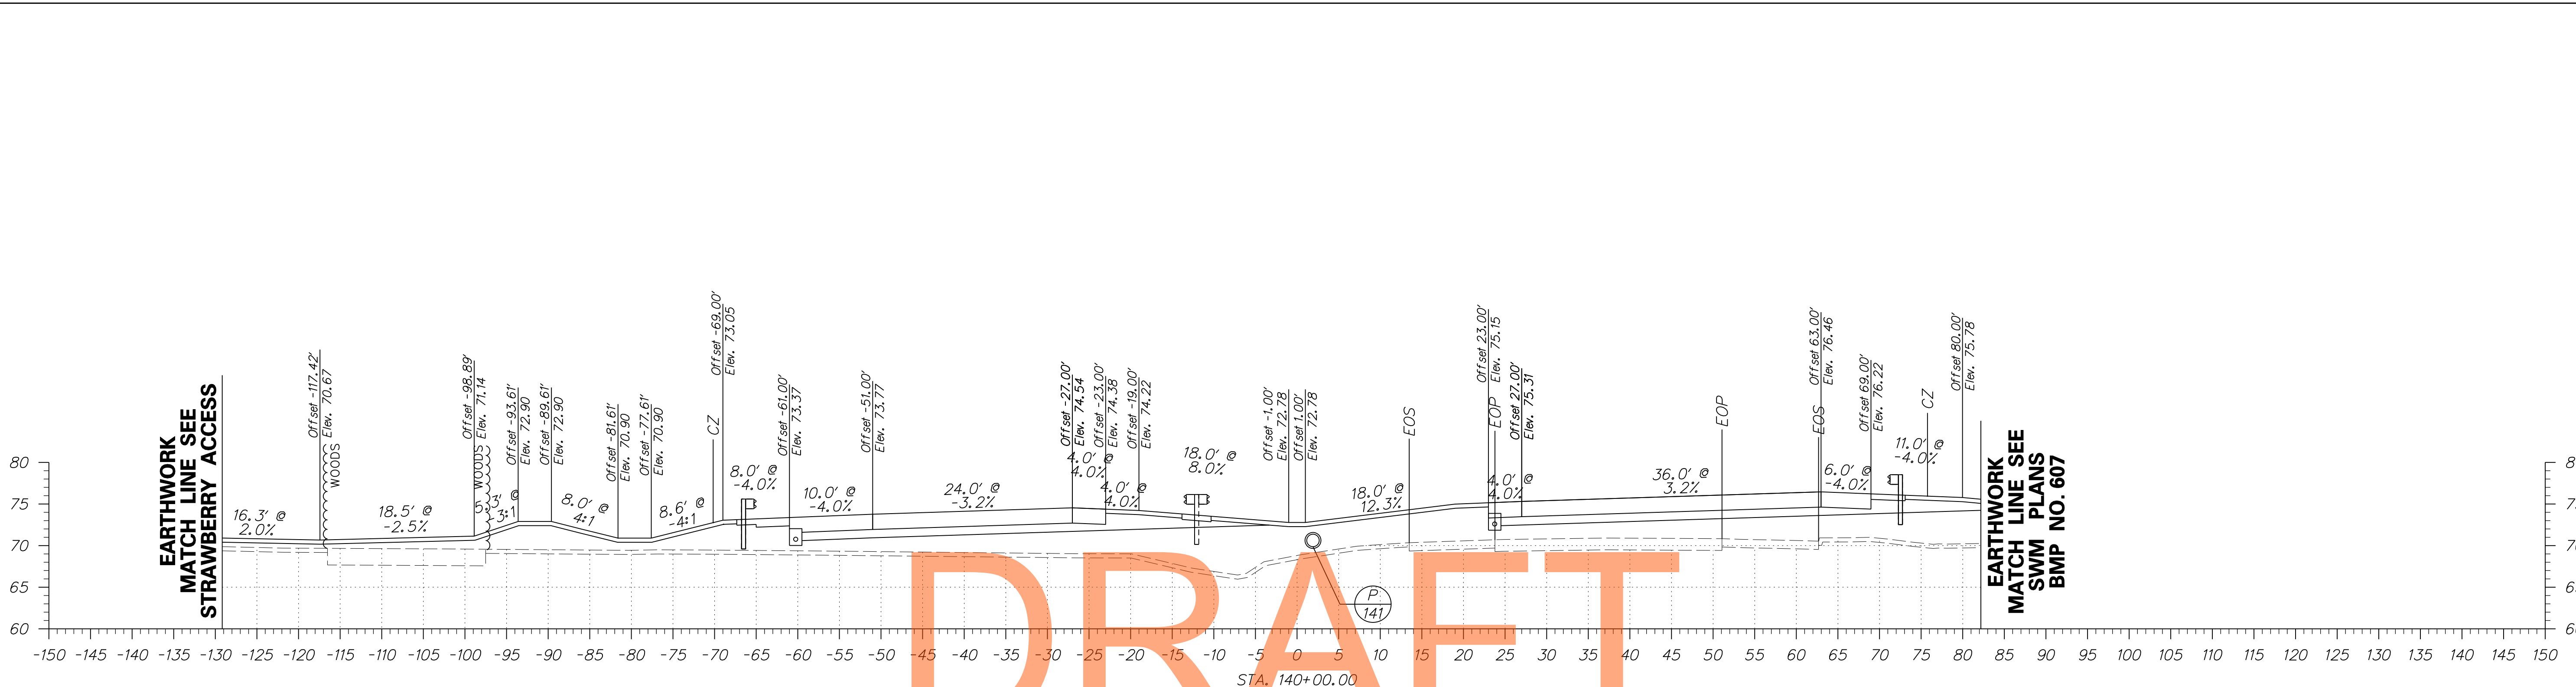 EARTHWORK
MATCH LINE SEE
STRAWBERRY ACCESS
16.3' @
2.0%
Offset -117.42'
Elev. 70.67
WOODS
18.5' @
-2.5%
Offset -98.89'
Elev. 71.14
WOODS
5.3' @
-3:1
Offset -93.61'
Elev. 72.90
Offset -89.61'
Elev. 72.90
8.0' @
4:1
Offset -81.61'
Elev. 70.90
Offset -77.61'
Elev. 70.90
8.6' @
-4:1
CZ
Offset -69.00'
Elev. 73.05
8.0' @
-4.0%
Offset -61.00'
Elev. 73.37
10.0' @
-4.0%
Offset -51.00'
Elev. 73.77
24.0' @
-3.2%
Offset -27.00'
Elev. 74.54
4.0' @
4.0%
Offset -23.00'
Elev. 74.38
4.0' @
4.0%
Offset -19.00'
Elev. 74.22
18.0' @
8.0%
Offset -1.00'
Elev. 72.78
Offset 1.00'
Elev. 72.78
18.0' @
12.3%
EOS
Offset 23.00'
Elev. 75.15
EOP
4.0' @
4.0%
Offset 27.00'
Elev. 75.31
36.0' @
3.2%
EOP
EOS
Offset 63.00'
Elev. 76.46
6.0' @
-4.0%
Offset 69.00'
Elev. 76.22
11.0' @
-4.0%
CZ
Offset 80.00'
Elev. 75.78
EARTHWORK
MATCH LINE SEE
SWM PLANS
BMP NO. 607
80
75
70
65
60
P
141
DRAFT
-150 -145 -140 -135 -130 -125 -120 -115 -110 -105 -100 -95 -90 -85 -80 -75 -70 -65 -60 -55 -50 -45 -40 -35 -30 -25 -20 -15 -10 -5 0 5 10 15 20 25 30 35 40 45 50 55 60 65 70 75 80 85 90 95 100 105 110 115 120 125 130 135 140 145 150
STA. 140+00.00